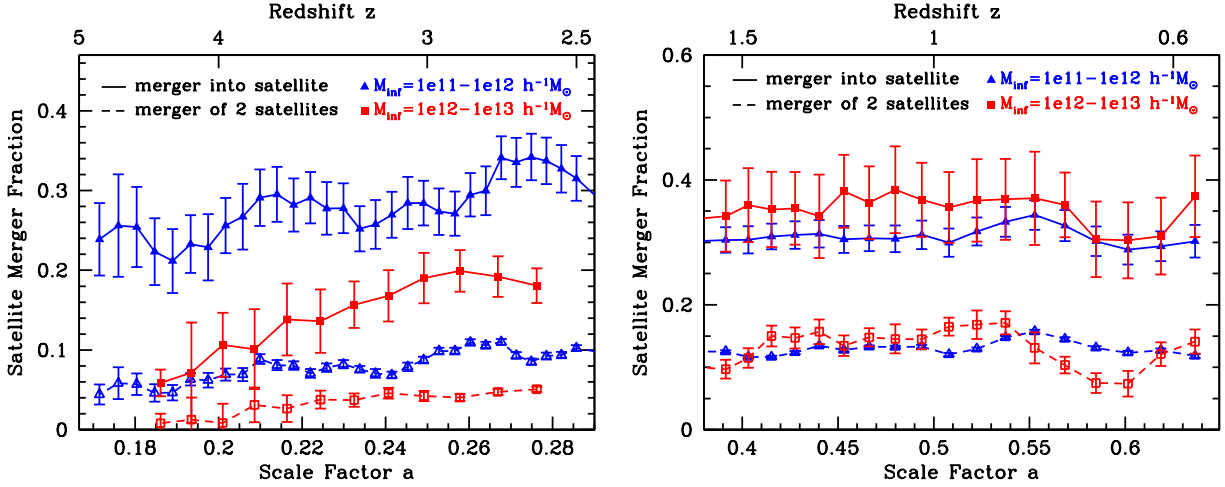 Redshift z
5 4 3 2.5
merger into satellite
merger of 2 satellites
M_inf=1e11−1e12 h⁻¹M_⊙
M_inf=1e12−1e13 h⁻¹M_⊙
Satellite Merger Fraction
0.4
0.3
0.2
0.1
0
0.18 0.2 0.22 0.24 0.26 0.28
Scale Factor a
Redshift z
1.5 1 0.6
merger into satellite
merger of 2 satellites
M_inf=1e11−1e12 h⁻¹M_⊙
M_inf=1e12−1e13 h⁻¹M_⊙
Satellite Merger Fraction
0.6
0.4
0.2
0
0.4 0.45 0.5 0.55 0.6
Scale Factor a